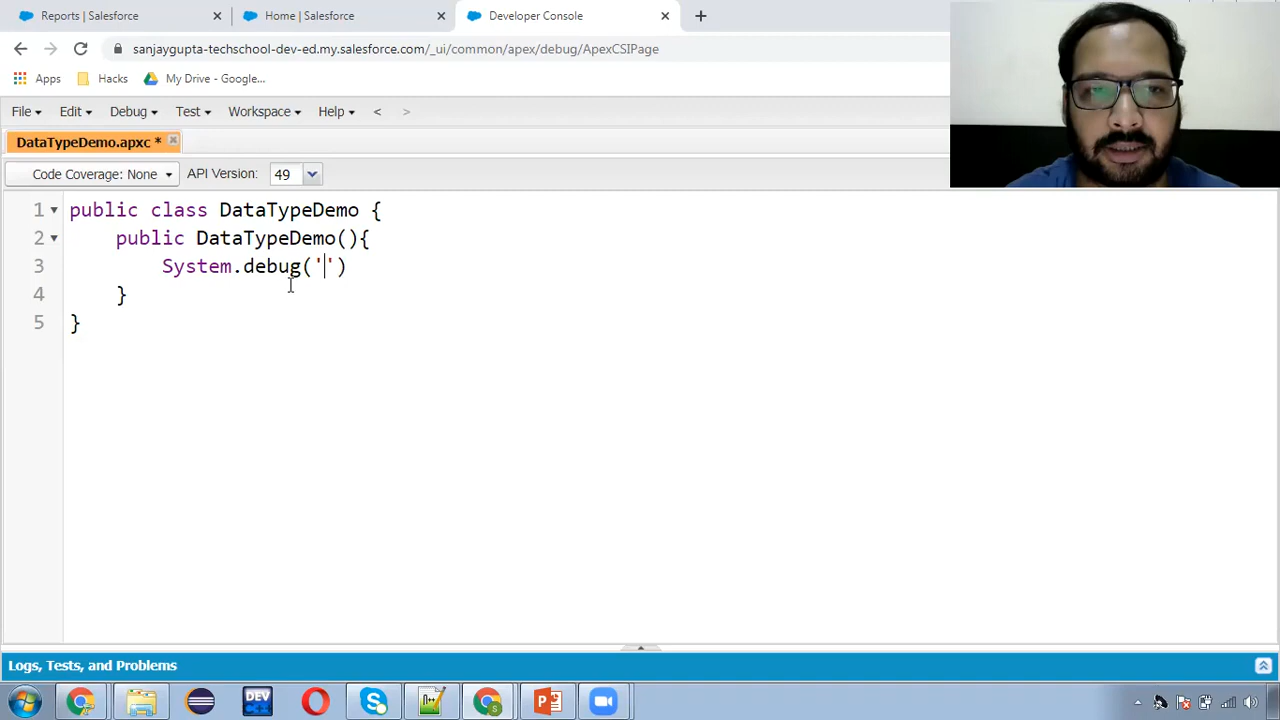 Reports | Salesforce
Home | Salesforce
Developer Console
sanjaygupta-techschool-dev-ed.my.salesforce.com/_ui/common/apex/debug/ApexCSIPage
Apps Hacks My Drive - Google...
File Edit Debug Test Workspace Help < >
DataTypeDemo.apxc *
Code Coverage: None API Version: 49
1 public class DataTypeDemo {
2 public DataTypeDemo(){
3 System.debug('')
4 }
5 }
Logs, Tests, and Problems
DEV C++